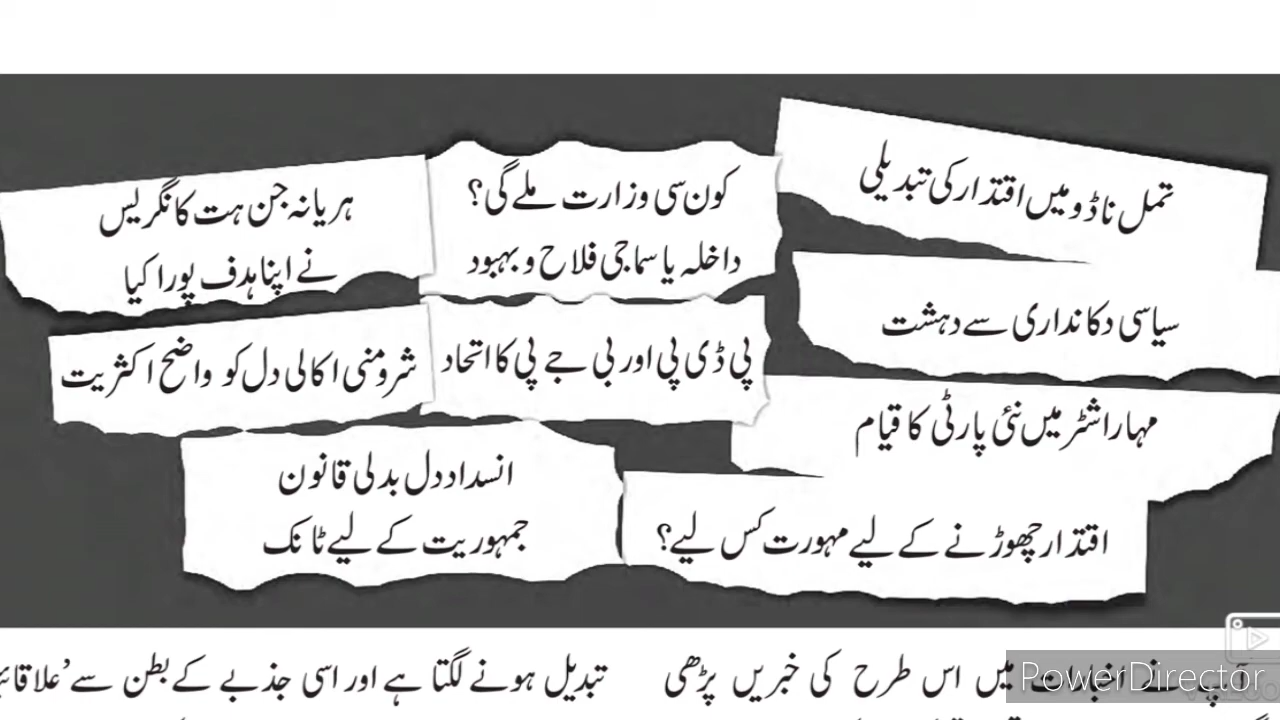 تمل ناڈو میں اقتدار کی تبدیلی
کون سی وزارت ملے گی؟
داخلہ یا سماجی فلاح و بہبود
ہریانہ جن ہت کانگریس
نے اپنا ہدف پورا کیا
سیاسی دکانداری سے دہشت
پی ڈی پی اور بی جے پی کا اتحاد
شرومنی اکالی دل کو واضح اکثریت
مہاراشٹر میں نئی پارٹی کا قیام
انسداد دل بدلی قانون
جمہوریت کے لیے ٹانک
اقتدار چھوڑنے کے لیے مہورت کس لیے؟
آپ نے اخبارات میں اس طرح کی خبریں پڑھی
تبدیل ہونے لگتا ہے اور اسی جذبے کے بطن سے
PowerDirector